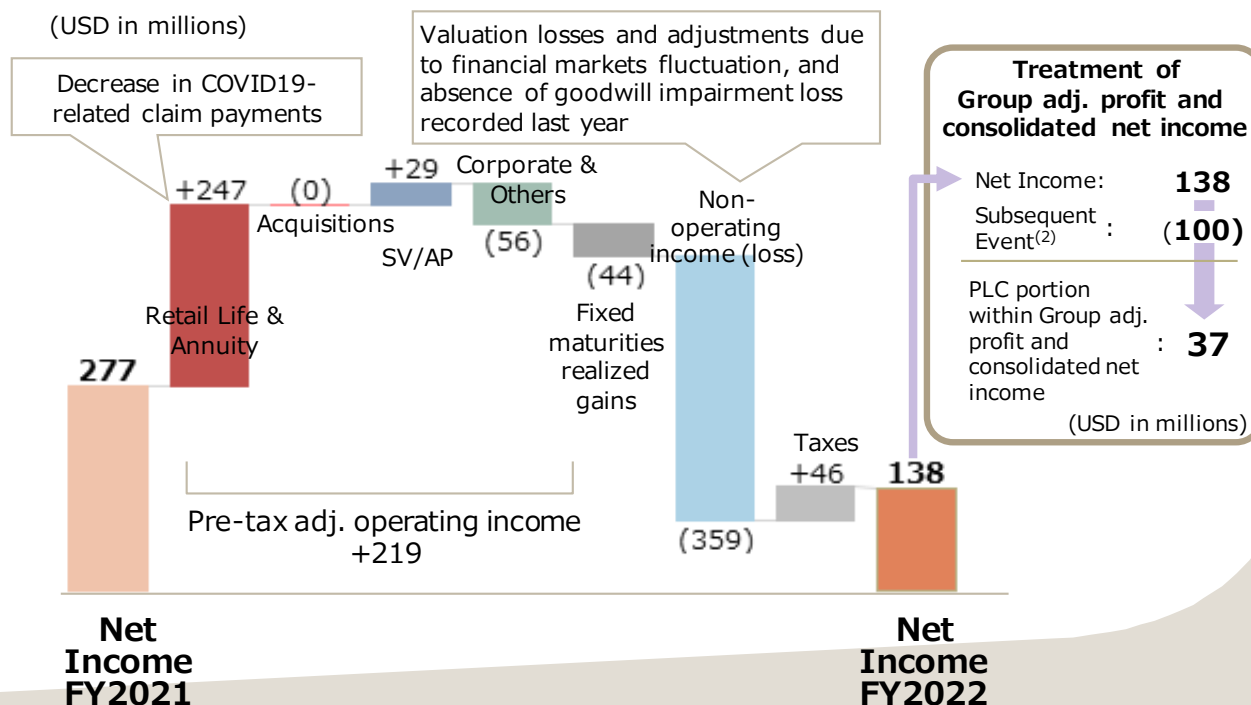 (USD in millions)
Decrease in COVID19-
related claim payments
Valuation losses and adjustments due
to financial markets fluctuation, and
absence of goodwill impairment loss
recorded last year
277
+247
Retail Life &
Annuity
(0)
Acquisitions
+29
SV/AP
Corporate &
Others
(56)
(44)
Fixed
maturities
realized
gains
Non-
operating
income (loss)
(359)
Taxes
+46
138
Pre-tax adj. operating income
+219
Net
Income
FY2021
Net
Income
FY2022
Treatment of
Group adj. profit and
consolidated net income
Net Income: 138
Subsequent
Event(2) : (100)
PLC portion
within Group adj.
profit and
consolidated net
income : 37
(USD in millions)